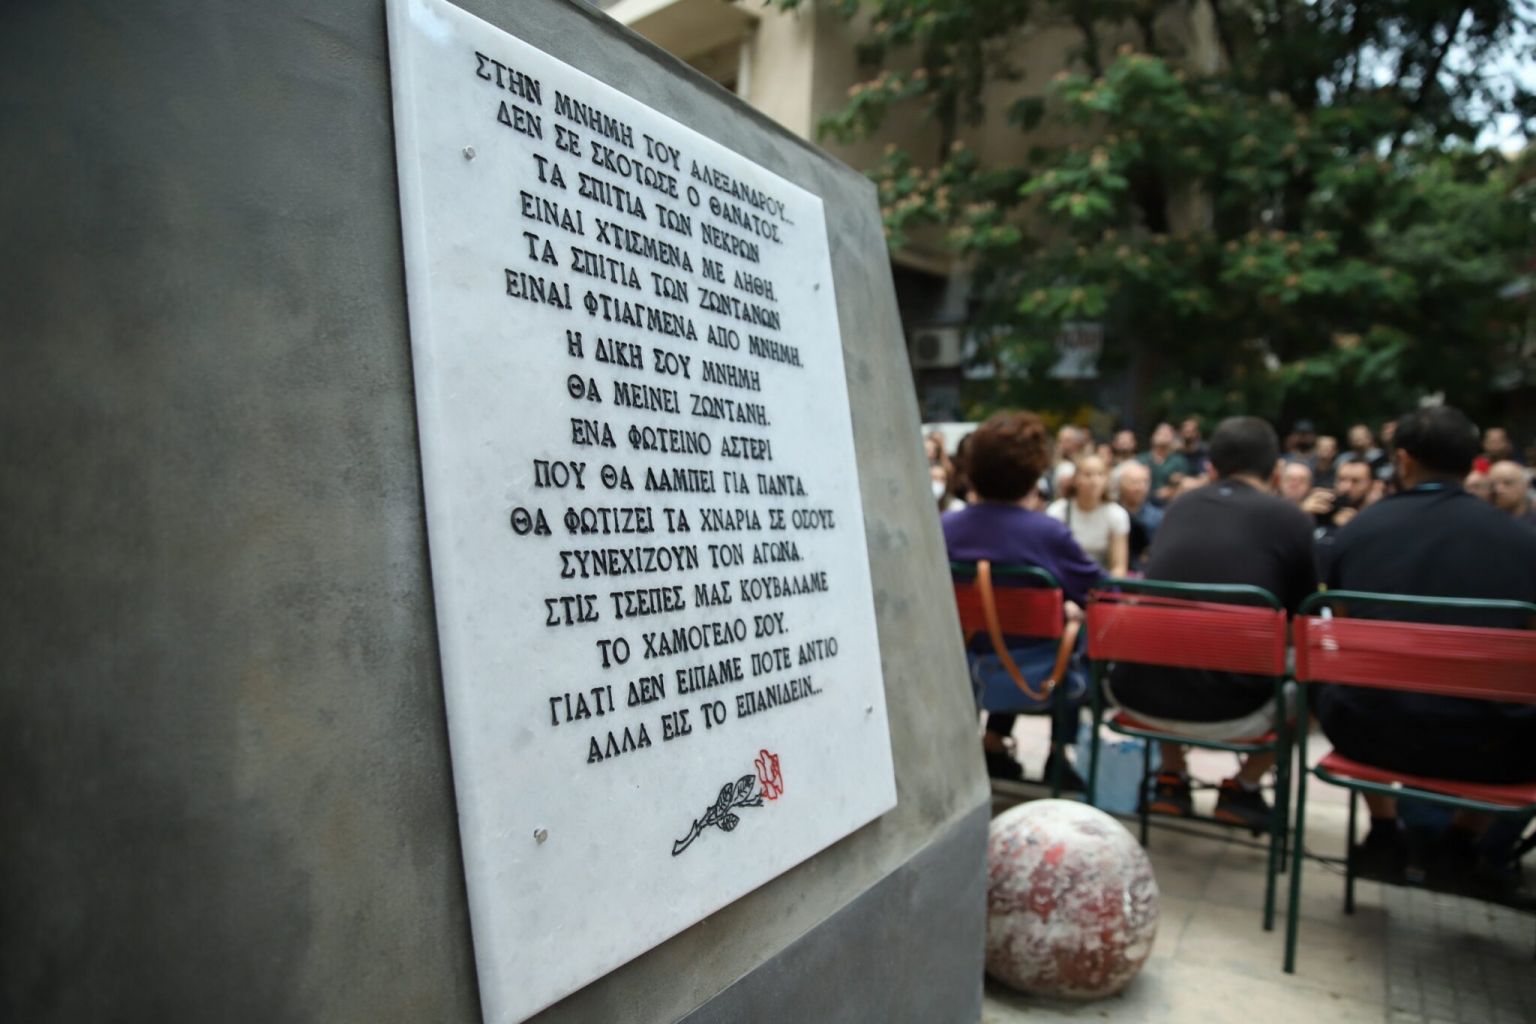 ΣΤΗΝ ΜΝΗΜΗ ΤΟΥ ΑΛΕΞΑΝΔΡΟΥ...
ΔΕΝ ΣΕ ΣΚΟΤΩΣΕ Ο ΘΑΝΑΤΟΣ.
ΤΑ ΣΠΙΤΙΑ ΤΩΝ ΝΕΚΡΩΝ
ΕΙΝΑΙ ΧΤΙΣΜΕΝΑ ΜΕ ΛΗΘΗ.
ΤΑ ΣΠΙΤΙΑ ΤΩΝ ΖΩΝΤΑΝΩΝ
ΕΙΝΑΙ ΦΤΙΑΓΜΕΝΑ ΑΠΟ ΜΝΗΜΗ.
Η ΔΙΚΗ ΣΟΥ ΜΝΗΜΗ
ΘΑ ΜΕΙΝΕΙ ΖΩΝΤΑΝΗ.
ΕΝΑ ΦΩΤΕΙΝΟ ΑΣΤΕΡΙ
ΠΟΥ ΘΑ ΛΑΜΠΕΙ ΓΙΑ ΠΑΝΤΑ.
ΘΑ ΦΩΤΙΖΕΙ ΤΑ ΧΝΑΡΙΑ ΣΕ ΟΣΟΥΣ
ΣΥΝΕΧΙΖΟΥΝ ΤΟΝ ΑΓΩΝΑ.
ΣΤΙΣ ΤΣΕΠΕΣ ΜΑΣ ΚΟΥΒΑΛΑΜΕ
ΤΟ ΧΑΜΟΓΕΛΟ ΣΟΥ.
ΓΙΑΤΙ ΔΕΝ ΕΙΠΑΜΕ ΠΟΤΕ ΑΝΤΙΟ
ΑΛΛΑ ΕΙΣ ΤΟ ΕΠΑΝΙΔΕΙΝ...